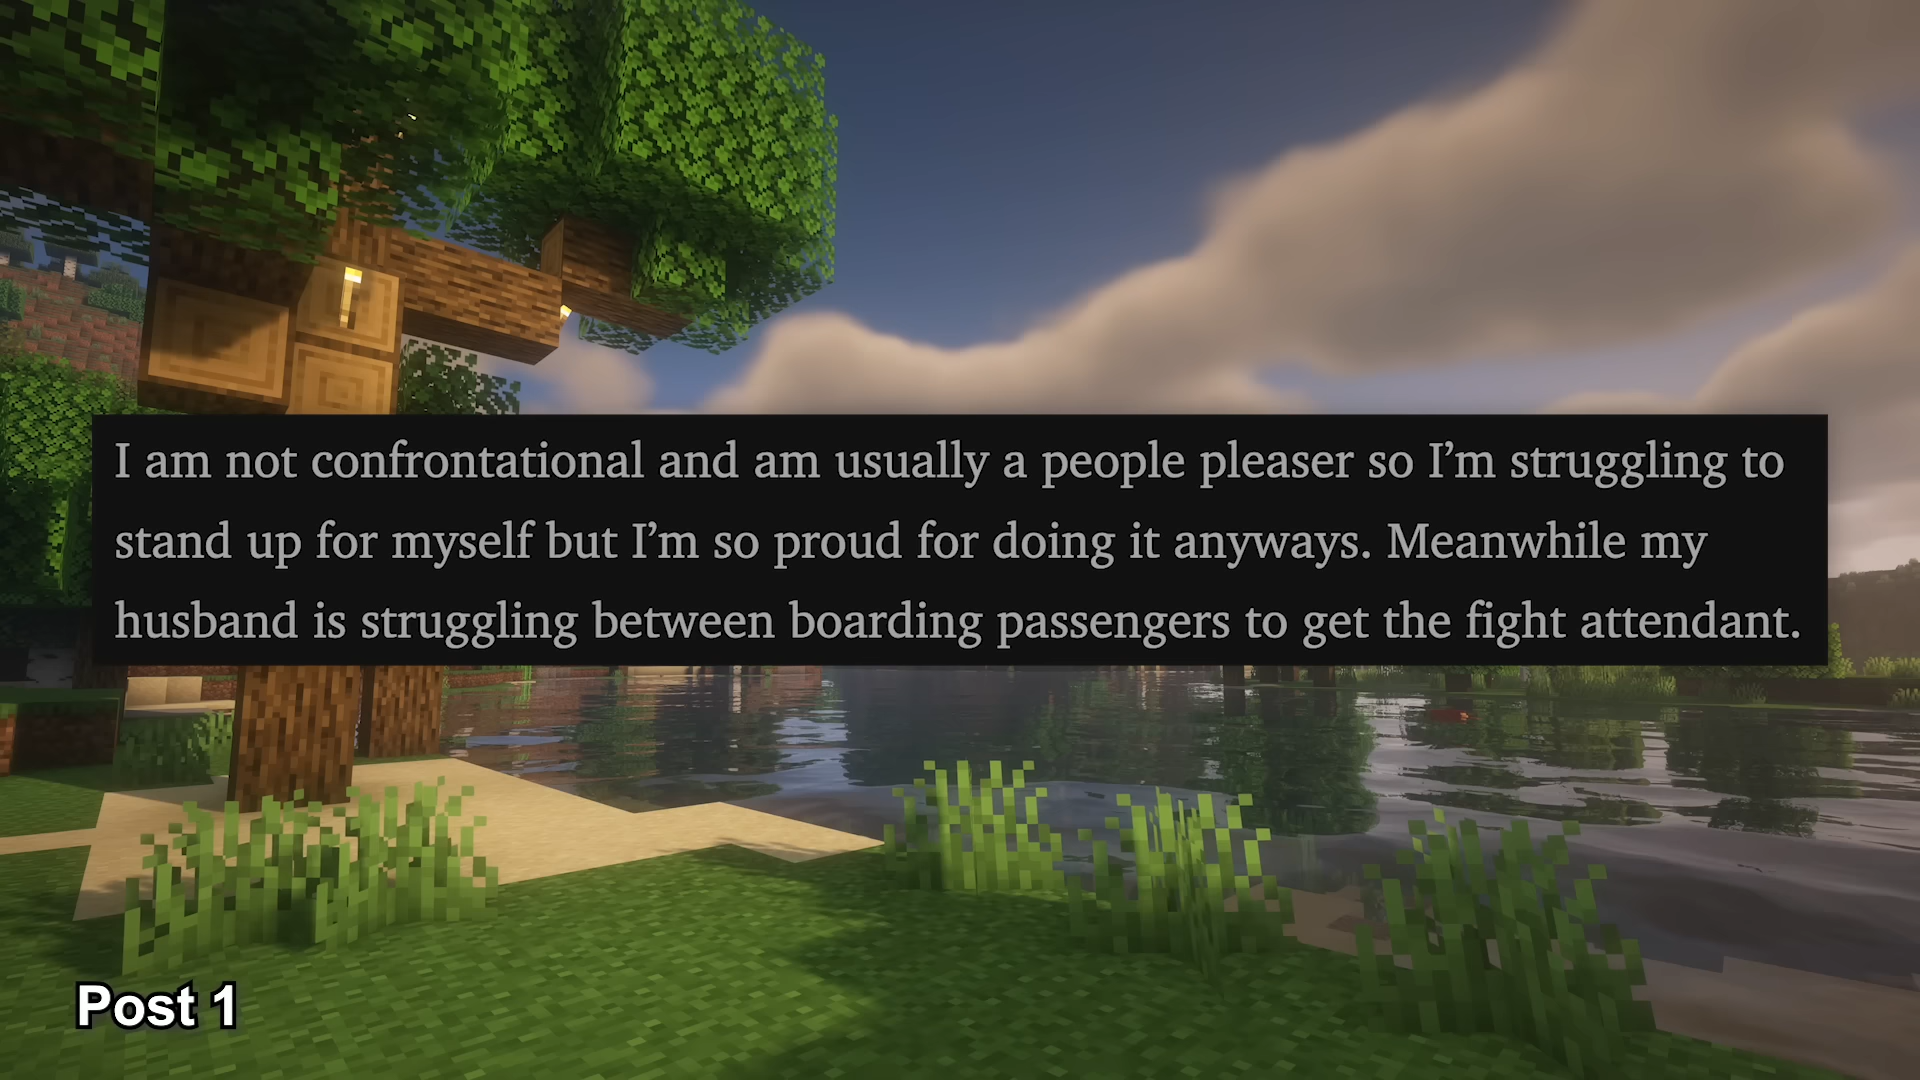 I am not confrontational and am usually a people pleaser so I’m struggling to
stand up for myself but I’m so proud for doing it anyways. Meanwhile my
husband is struggling between boarding passengers to get the fight attendant.
Post 1